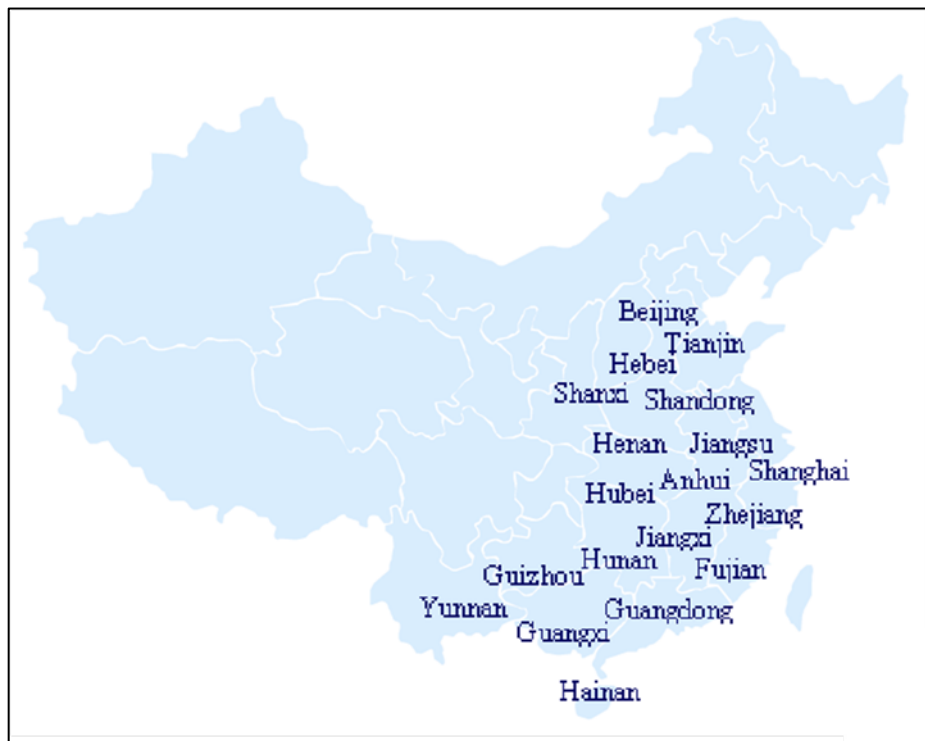 Beijing
Tianjin
Hebei
Shanxi
Shandong
Henan
Jiangsu
Shanghai
Anhui
Hubei
Zhejiang
Jiangxi
Hunan
Fujian
Guizhou
Yunnan
Guangdong
Guangxi
Hainan